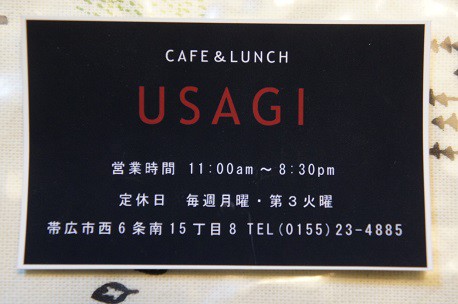 CAFE & LUNCH
USAGI
営業時間 11:00am～8:30pm
定休日 毎週月曜・第３火曜
帯広市西６条南15丁目8 TEL(0155)23-4885